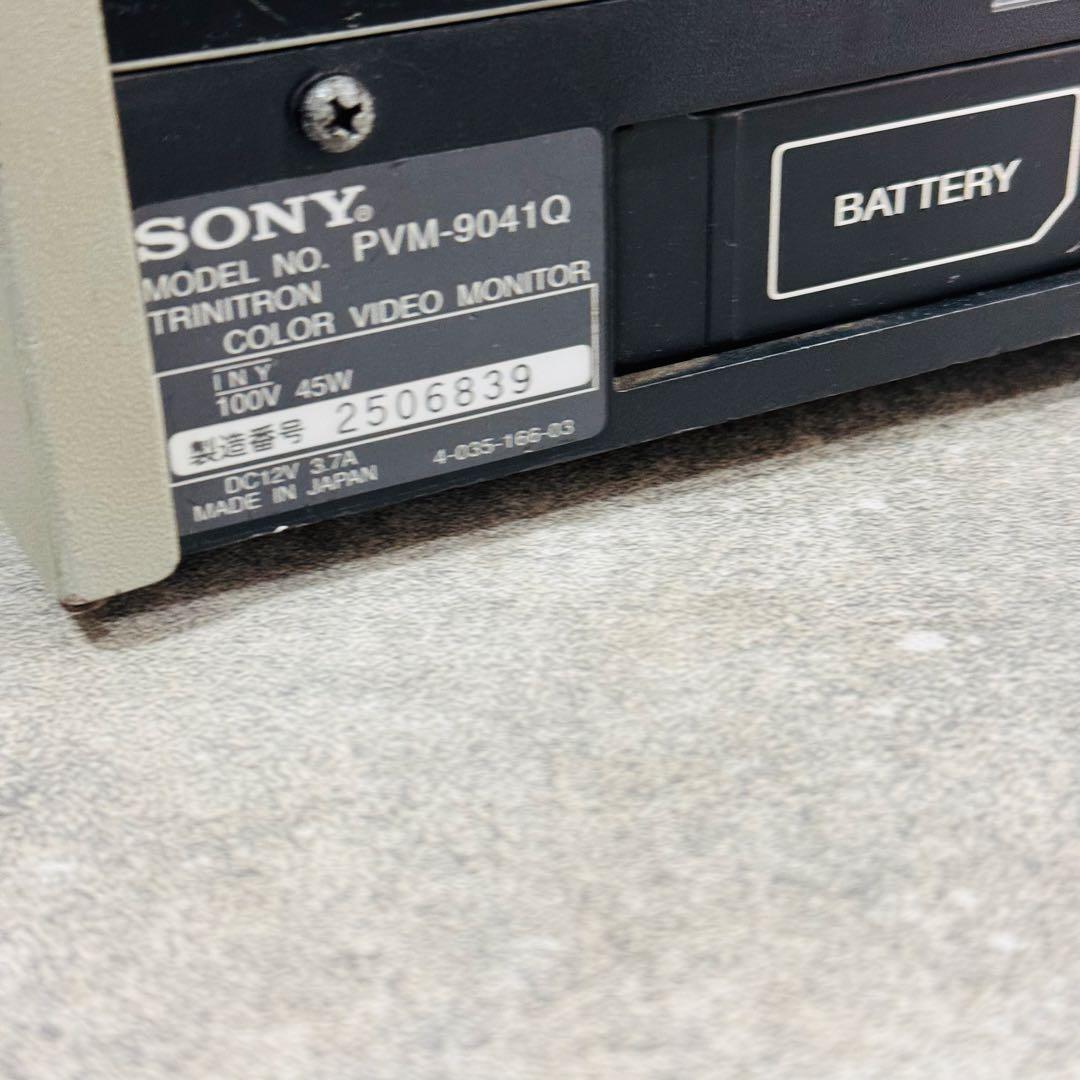 SONY®
MODEL NO. PVM-9041Q
TRINITRON
COLOR VIDEO MONITOR
INY
100V 45W
製造番号 2506839
DC12V 3.7A
MADE IN JAPAN 4-035-166-03
BATTERY